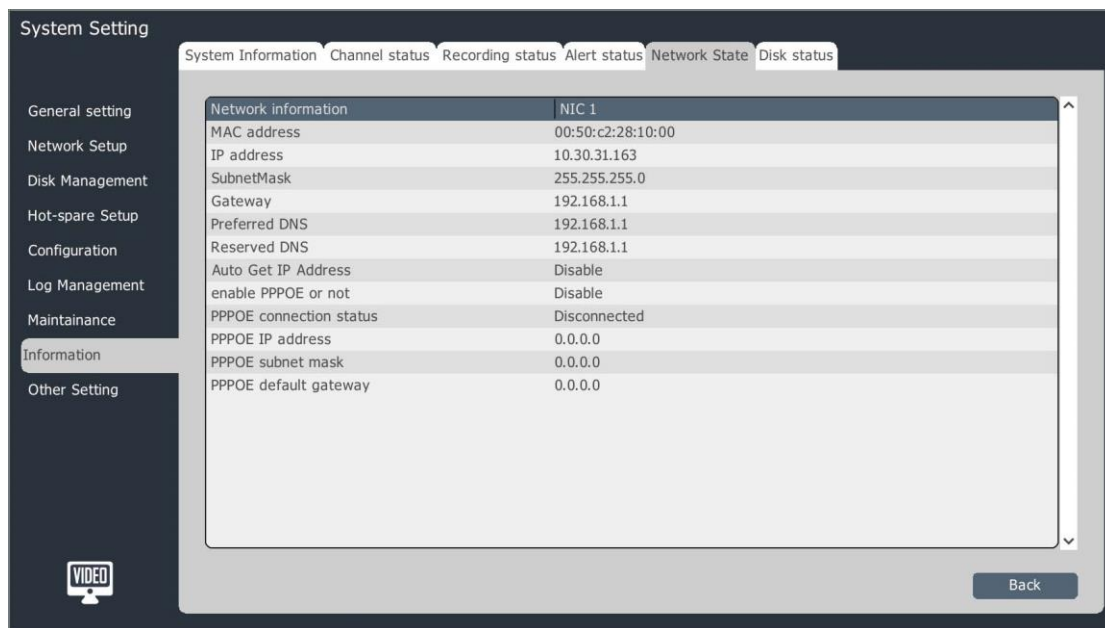 System Setting
System Information Channel status Recording status Alert status Network State Disk status
General setting
Network Setup
Disk Management
Hot-spare Setup
Configuration
Log Management
Maintainance
Information
Other Setting
Network information NIC 1
MAC address 00:50:c2:28:10:00
IP address 10.30.31.163
SubnetMask 255.255.255.0
Gateway 192.168.1.1
Preferred DNS 192.168.1.1
Reserved DNS 192.168.1.1
Auto Get IP Address Disable
enable PPPOE or not Disable
PPPOE connection status Disconnected
PPPOE IP address 0.0.0.0
PPPOE subnet mask 0.0.0.0
PPPOE default gateway 0.0.0.0
VIDEO
Back